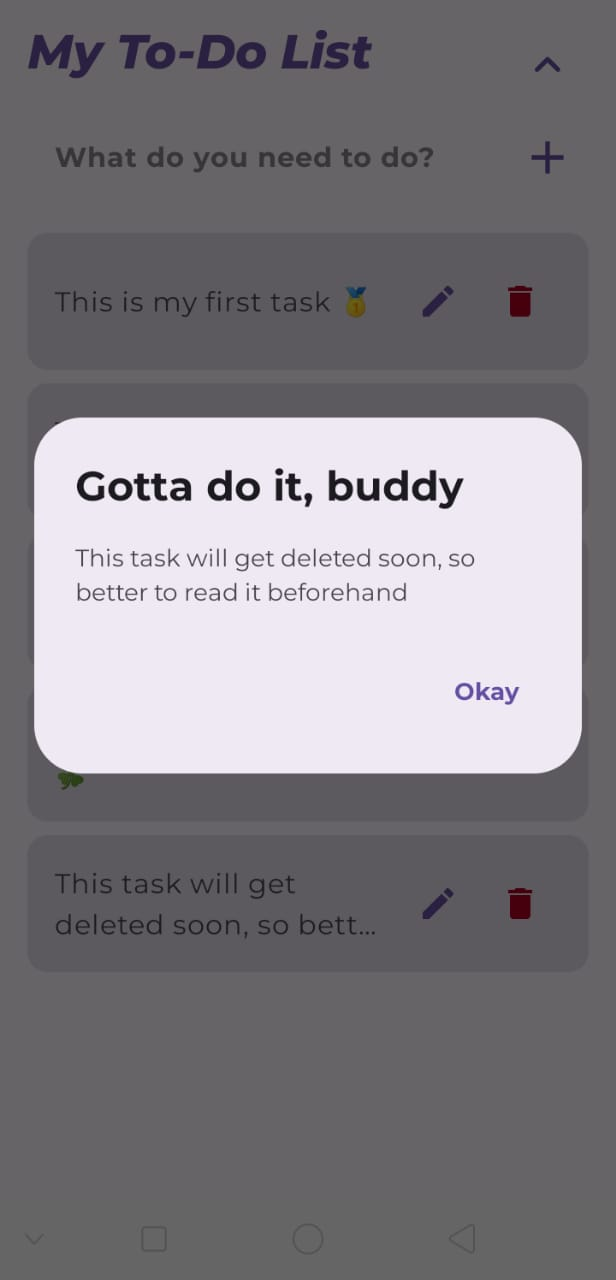 My To-Do List
What do you need to do?
This is my first task 🥇
Gotta do it, buddy
This task will get deleted soon, so
better to read it beforehand
Okay
This task will get
deleted soon, so bett...